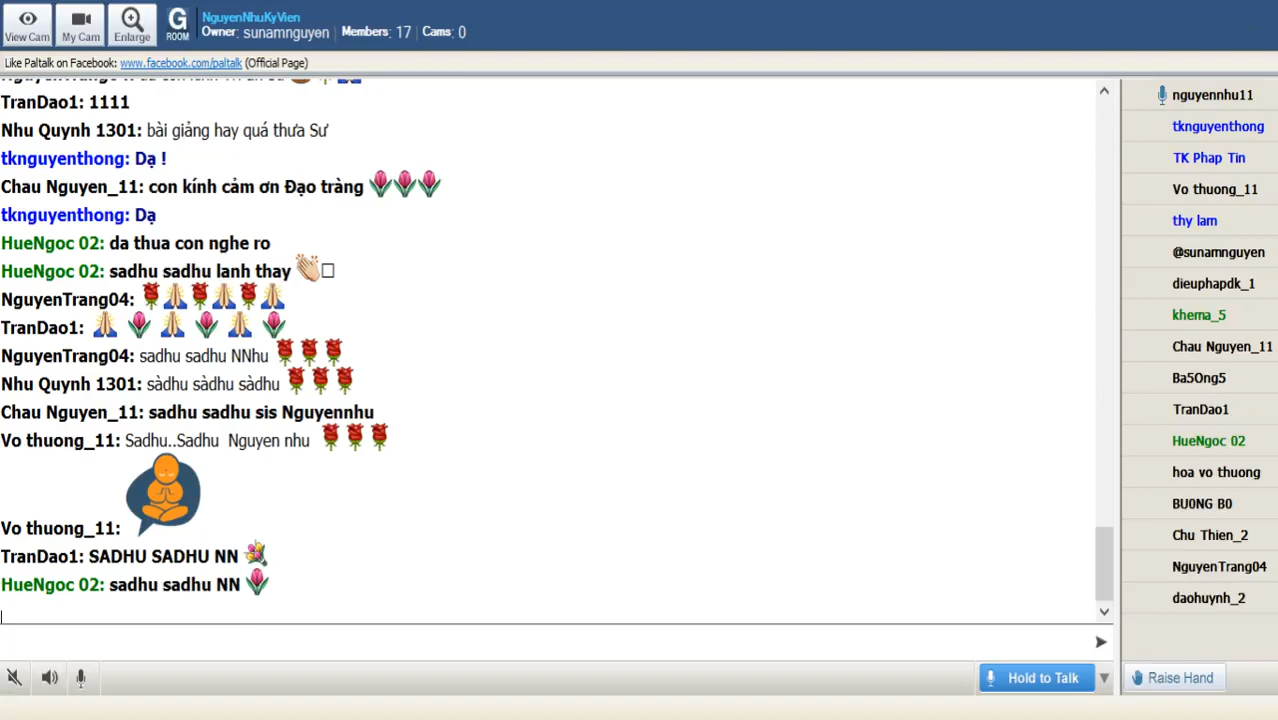 NguyenNhuKyVien
Owner: sunamnguyen Members: 17 Cams: 0
View Cam
My Cam
Enlarge
G
ROOM
Like Paltalk on Facebook: www.facebook.com/paltalk (Official Page)
TranDao1: 1111
Nhu Quynh 1301: bài giảng hay quá thưa Sư
tknguyenthong: Dạ !
Chau Nguyen_11: con kính cảm ơn Đạo tràng
tknguyenthong: Dạ
HueNgoc 02: da thua con nghe ro
HueNgoc 02: sadhu sadhu lanh thay
NguyenTrang04:
TranDao1:
NguyenTrang04: sadhu sadhu NNhu
Nhu Quynh 1301: sàdhu sàdhu sàdhu
Chau Nguyen_11: sadhu sadhu sis Nguyennhu
Vo thuong_11: Sadhu..Sadhu Nguyen nhu
Vo thuong_11:
TranDao1: SADHU SADHU NN
HueNgoc 02: sadhu sadhu NN
Hold to Talk
nguyennhu11
tknguyenthong
TK Phap Tin
Vo thuong_11
thy lam
@sunamnguyen
dieuphapdk_1
khema_5
Chau Nguyen_11
Ba5Ong5
TranDao1
HueNgoc 02
hoa vo thuong
BU0NG B0
Chu Thien_2
NguyenTrang04
daohuynh_2
Raise Hand